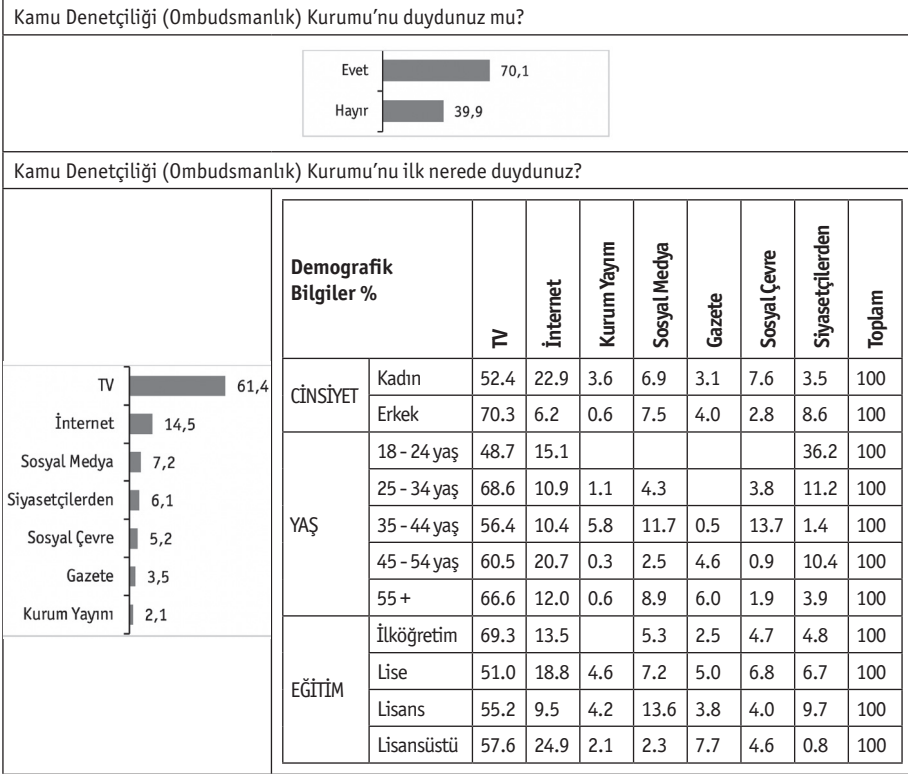 Kamu Denetçiliği (Ombudsmanlık) Kurumu'nu duydunuz mu?
Evet 70,1
Hayır 39,9
Kamu Denetçiliği (Ombudsmanlık) Kurumu'nu ilk nerede duydunuz?
TV 61,4
İnternet 14,5
Sosyal Medya 7,2
Siyasetçilerden 6,1
Sosyal Çevre 5,2
Gazete 3,5
Kurum Yayını 2,1
Demografik
Bilgiler %
TV
İnternet
Kurum Yayım
Sosyal Medya
Gazete
Sosyal Çevre
Siyasetçilerden
Toplam
CİNSİYET
Kadın 52.4 22.9 3.6 6.9 3.1 7.6 3.5 100
Erkek 70.3 6.2 0.6 7.5 4.0 2.8 8.6 100
YAŞ
18 - 24 yaş 48.7 15.1 36.2 100
25 - 34 yaş 68.6 10.9 1.1 4.3 3.8 11.2 100
35 - 44 yaş 56.4 10.4 5.8 11.7 0.5 13.7 1.4 100
45 - 54 yaş 60.5 20.7 0.3 2.5 4.6 0.9 10.4 100
55 + 66.6 12.0 0.6 8.9 6.0 1.9 3.9 100
EĞİTİM
İlköğretim 69.3 13.5 5.3 2.5 4.7 4.8 100
Lise 51.0 18.8 4.6 7.2 5.0 6.8 6.7 100
Lisans 55.2 9.5 4.2 13.6 3.8 4.0 9.7 100
Lisansüstü 57.6 24.9 2.1 2.3 7.7 4.6 0.8 100